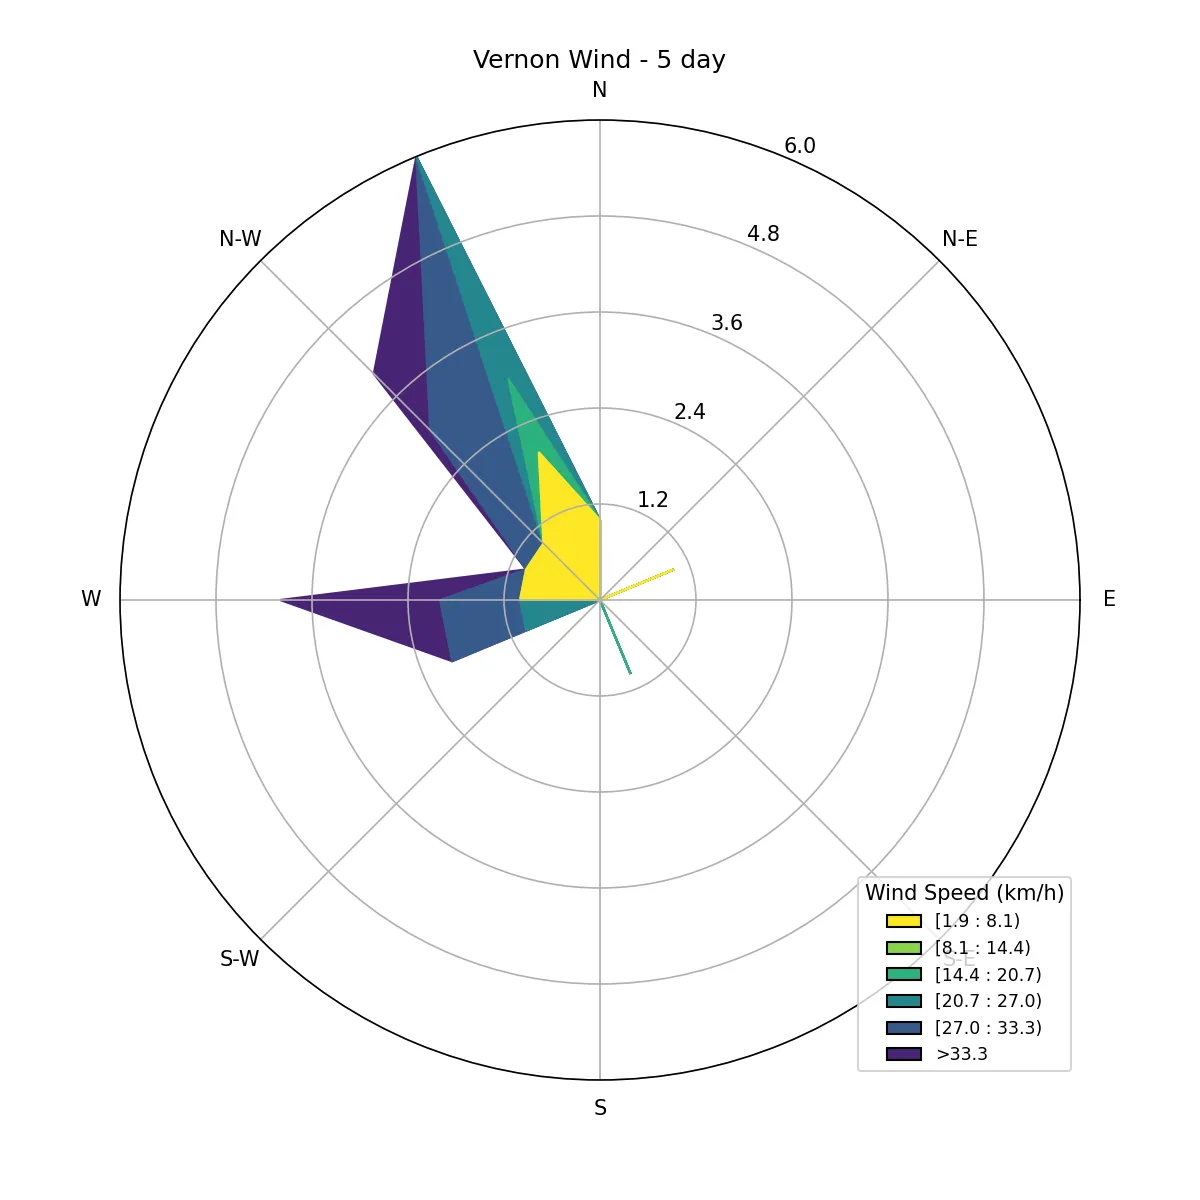 Vernon Wind - 5 day
N
6.0
N-W
4.8
N-E
3.6
2.4
1.2
W
E
Wind Speed (km/h)
[1.9 : 8.1)
[8.1 : 14.4)
S-W
S-E
[14.4 : 20.7)
[20.7 : 27.0)
[27.0 : 33.3)
>33.3
S